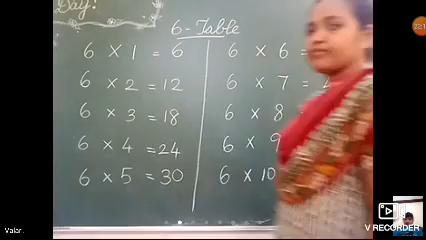 Day!
6 - Table
6 x 1 = 6
6 x 2 = 12
6 x 3 = 18
6 x 4 = 24
6 x 5 = 30
6 x 6 =
6 x 7 =
6 x 8
6 x 9
6 x 10
Valar.
V RECORDER